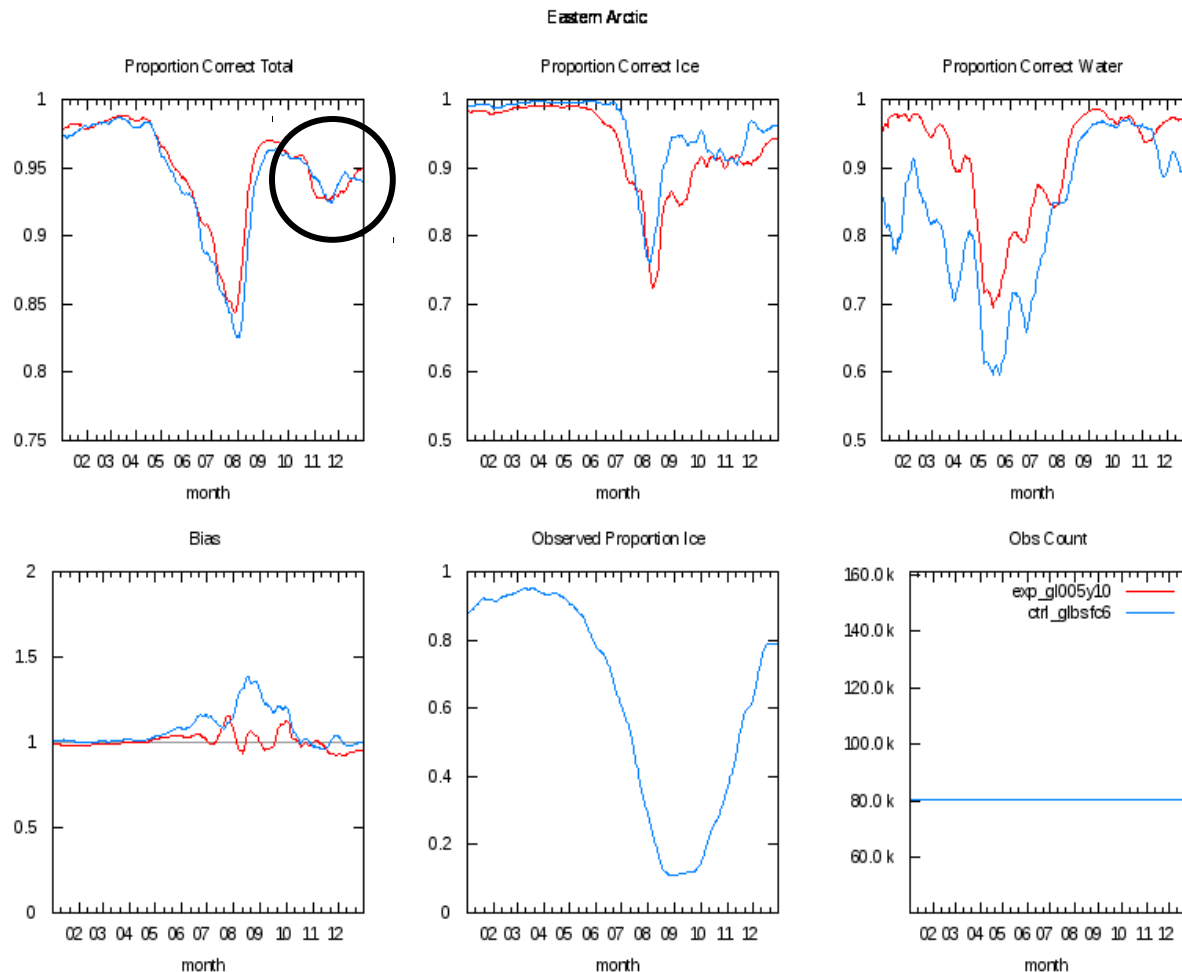 Eastern Arctic
Proportion Correct Total
1
0.95
0.9
0.85
0.8
0.75
02 03 04 05 06 07 08 09 10 11 12
month
Proportion Correct Ice
1
0.9
0.8
0.7
0.6
0.5
02 03 04 05 06 07 08 09 10 11 12
month
Proportion Correct Water
1
0.9
0.8
0.7
0.6
0.5
02 03 04 05 06 07 08 09 10 11 12
month
Bias
2
1.5
1
0.5
0
02 03 04 05 06 07 08 09 10 11 12
month
Observed Proportion Ice
1
0.8
0.6
0.4
0.2
0
02 03 04 05 06 07 08 09 10 11 12
month
Obs Count
160.0 k
140.0 k
120.0 k
100.0 k
80.0 k
60.0 k
exp_gl005y10
ctrl_glbsfc6
02 03 04 05 06 07 08 09 10 11 12
month